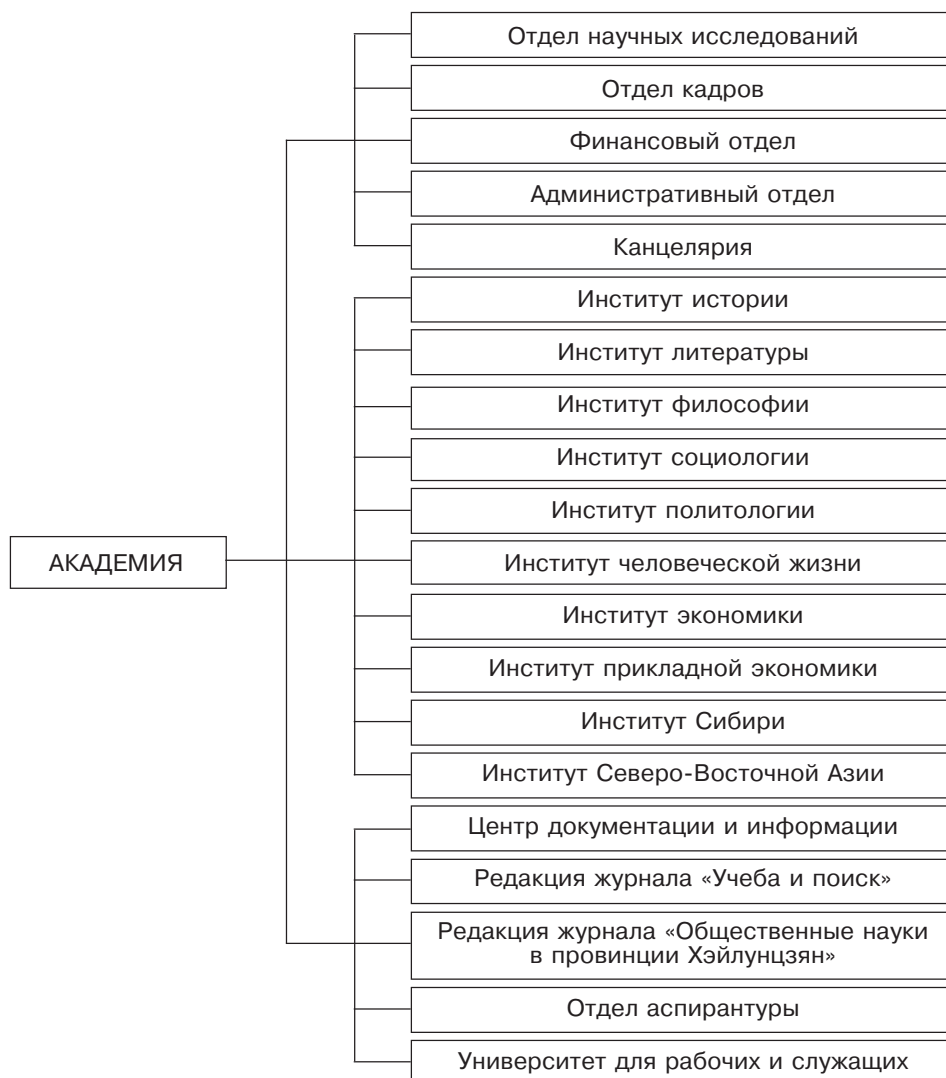 Отдел научных исследований
Отдел кадров
Финансовый отдел
Административный отдел
Канцелярия
Институт истории
Институт литературы
Институт философии
Институт социологии
Институт политологии
АКАДЕМИЯ
Институт человеческой жизни
Институт экономики
Институт прикладной экономики
Институт Сибири
Институт Северо-Восточной Азии
Центр документации и информации
Редакция журнала «Учеба и поиск»
Редакция журнала «Общественные науки
в провинции Хэйлунцзян»
Отдел аспирантуры
Университет для рабочих и служащих